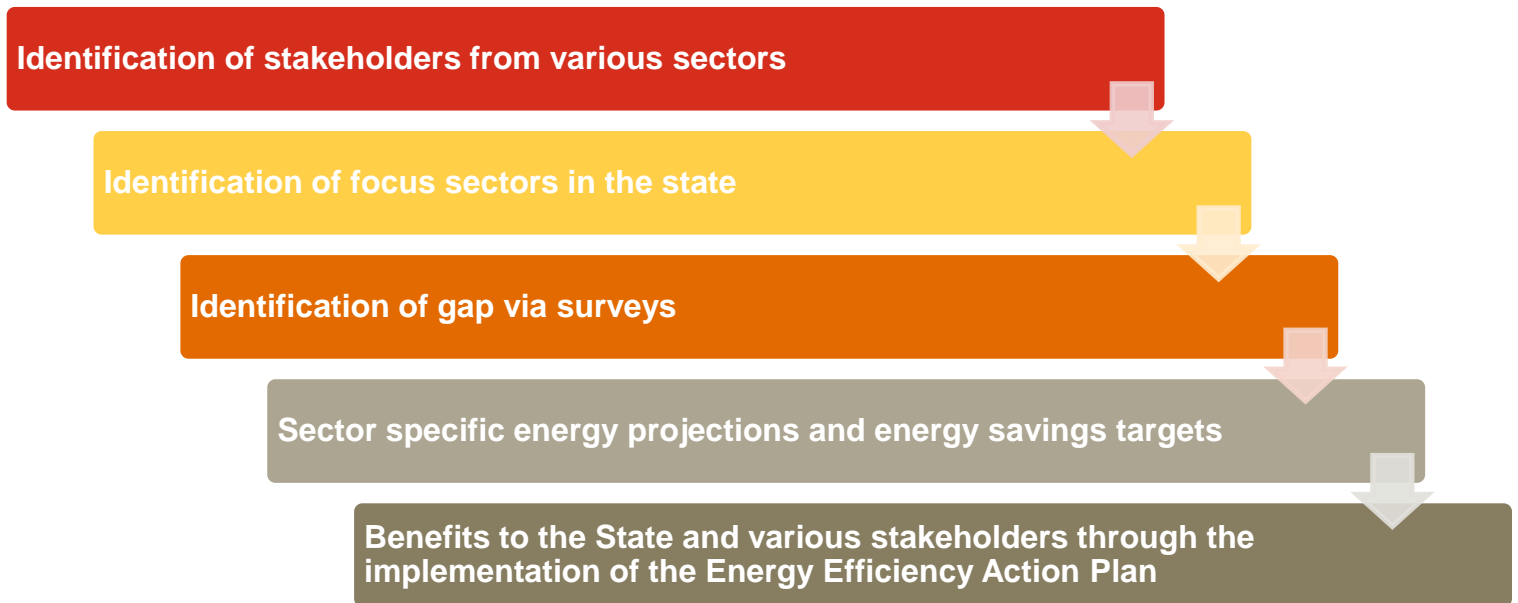 Identification of stakeholders from various sectors
Identification of focus sectors in the state
Identification of gap via surveys
Sector specific energy projections and energy savings targets
Benefits to the State and various stakeholders through the
implementation of the Energy Efficiency Action Plan